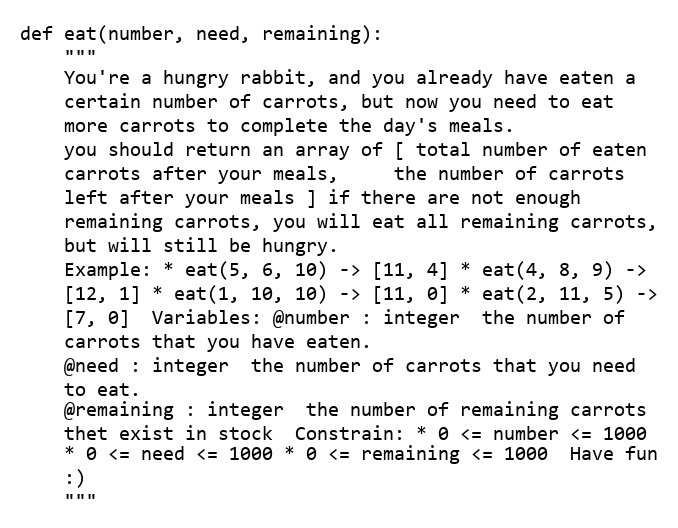 def eat(number, need, remaining):
"""
You're a hungry rabbit, and you already have eaten a
certain number of carrots, but now you need to eat
more carrots to complete the day's meals.
you should return an array of [ total number of eaten
carrots after your meals,     the number of carrots
left after your meals ] if there are not enough
remaining carrots, you will eat all remaining carrots,
but will still be hungry.
Example: * eat(5, 6, 10) -> [11, 4] * eat(4, 8, 9) ->
[12, 1] * eat(1, 10, 10) -> [11, 0] * eat(2, 11, 5) ->
[7, 0]  Variables: @number : integer  the number of
carrots that you have eaten.
@need : integer  the number of carrots that you need
to eat.
@remaining : integer  the number of remaining carrots
thet exist in stock  Constrain: * 0 <= number <= 1000
* 0 <= need <= 1000 * 0 <= remaining <= 1000  Have fun
:)
"""